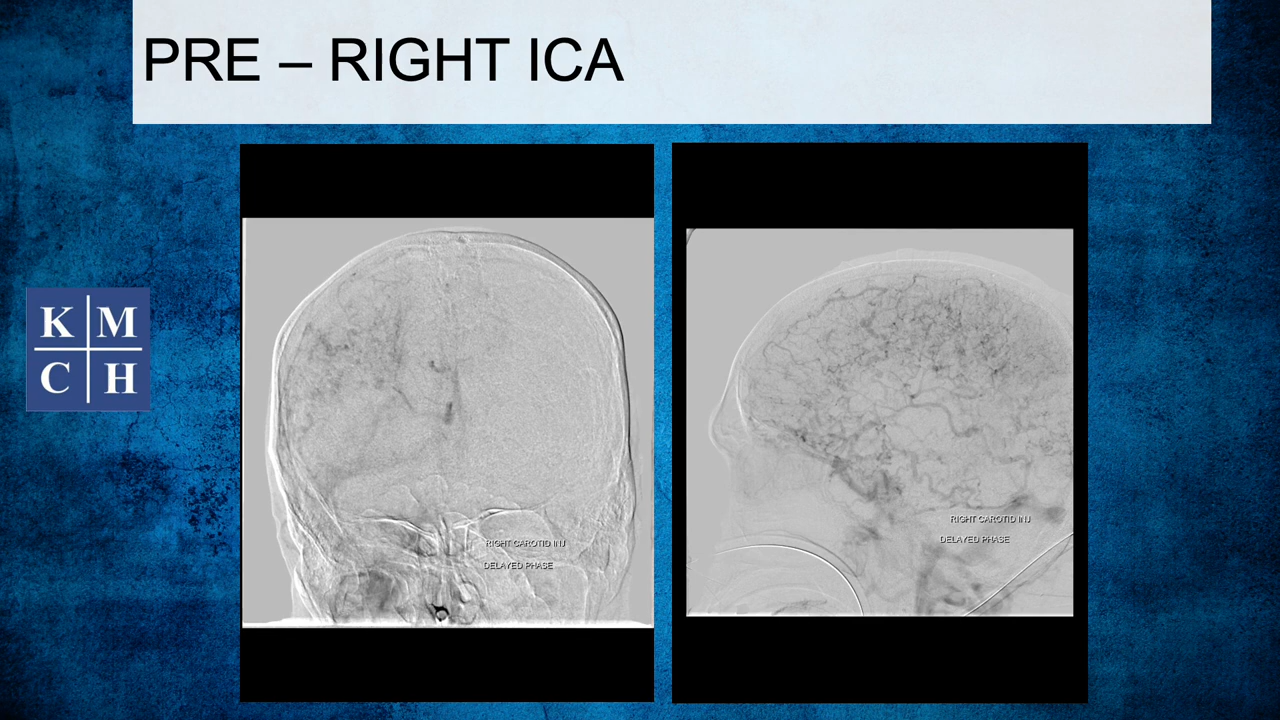 PRE – RIGHT ICA
K M
C H
RIGHT CAROTID INJ
DELAYED PHASE
RIGHT CAROTID INJ
DELAYED PHASE